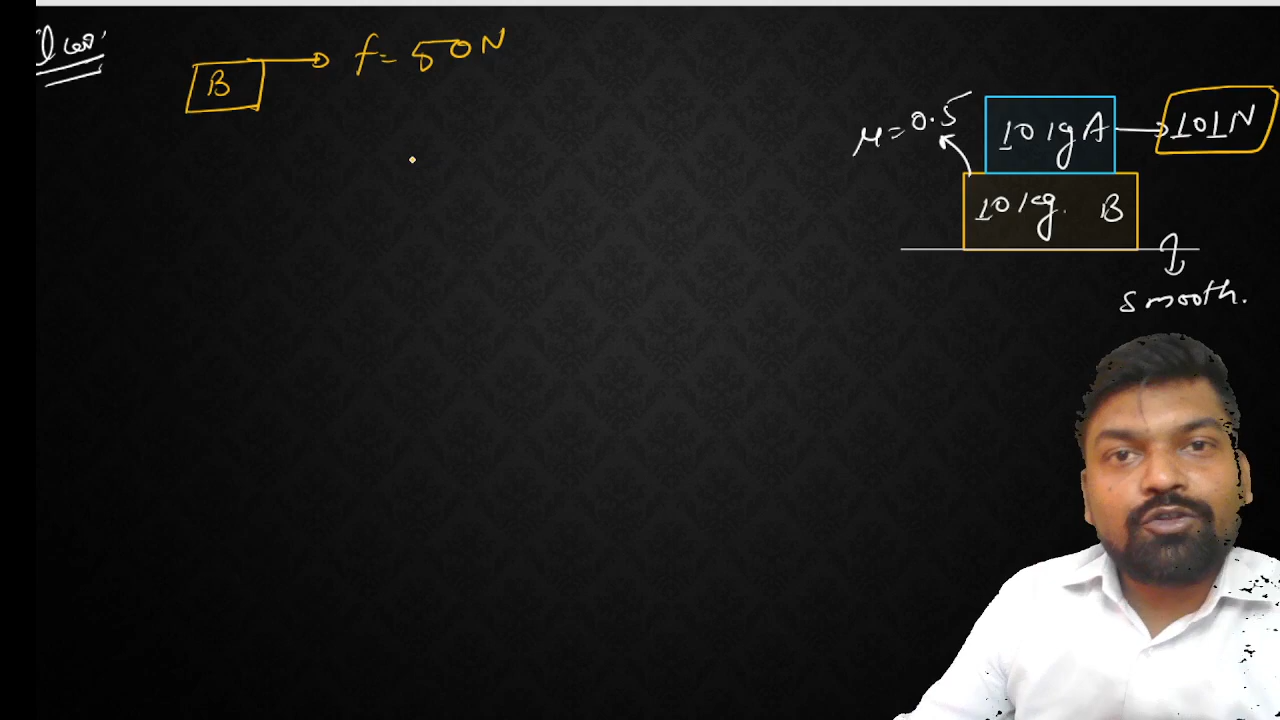 B f = 50N
μ = 0.5
10 kg A
101N
10 kg. B
smooth.